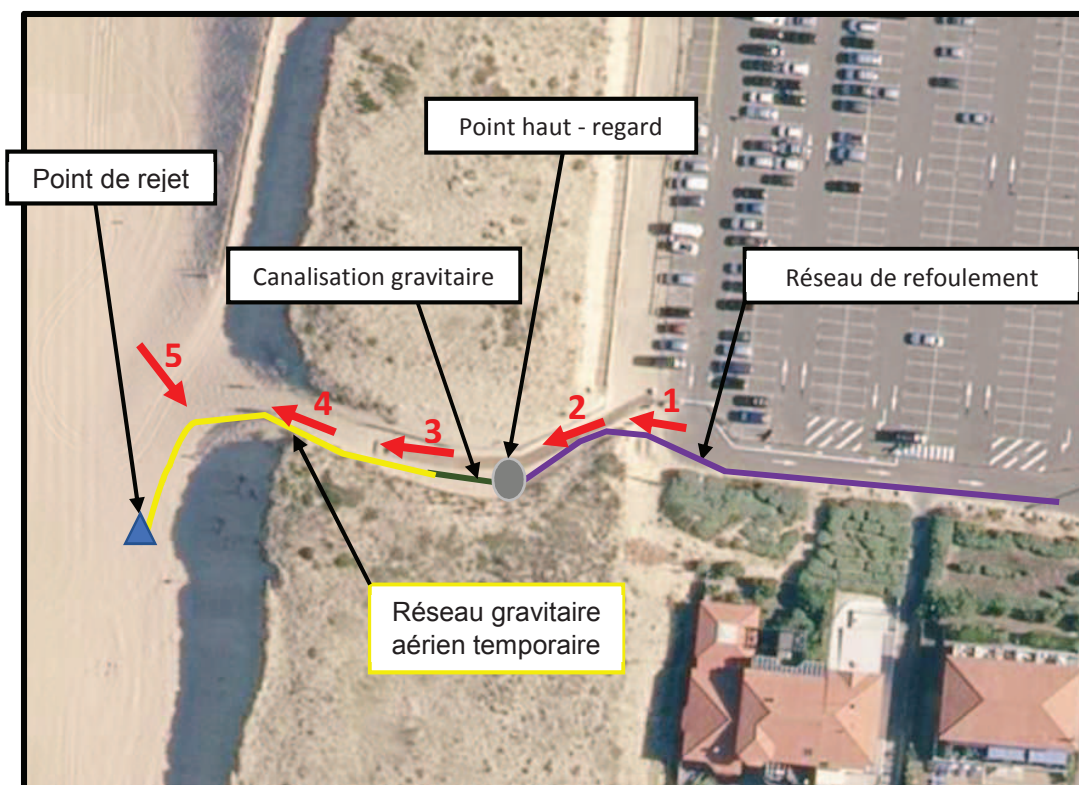 Point haut - regard
Point de rejet
Canalisation gravitaire
Réseau de refoulement
5
4
3
2
1
Réseau gravitaire
aérien temporaire